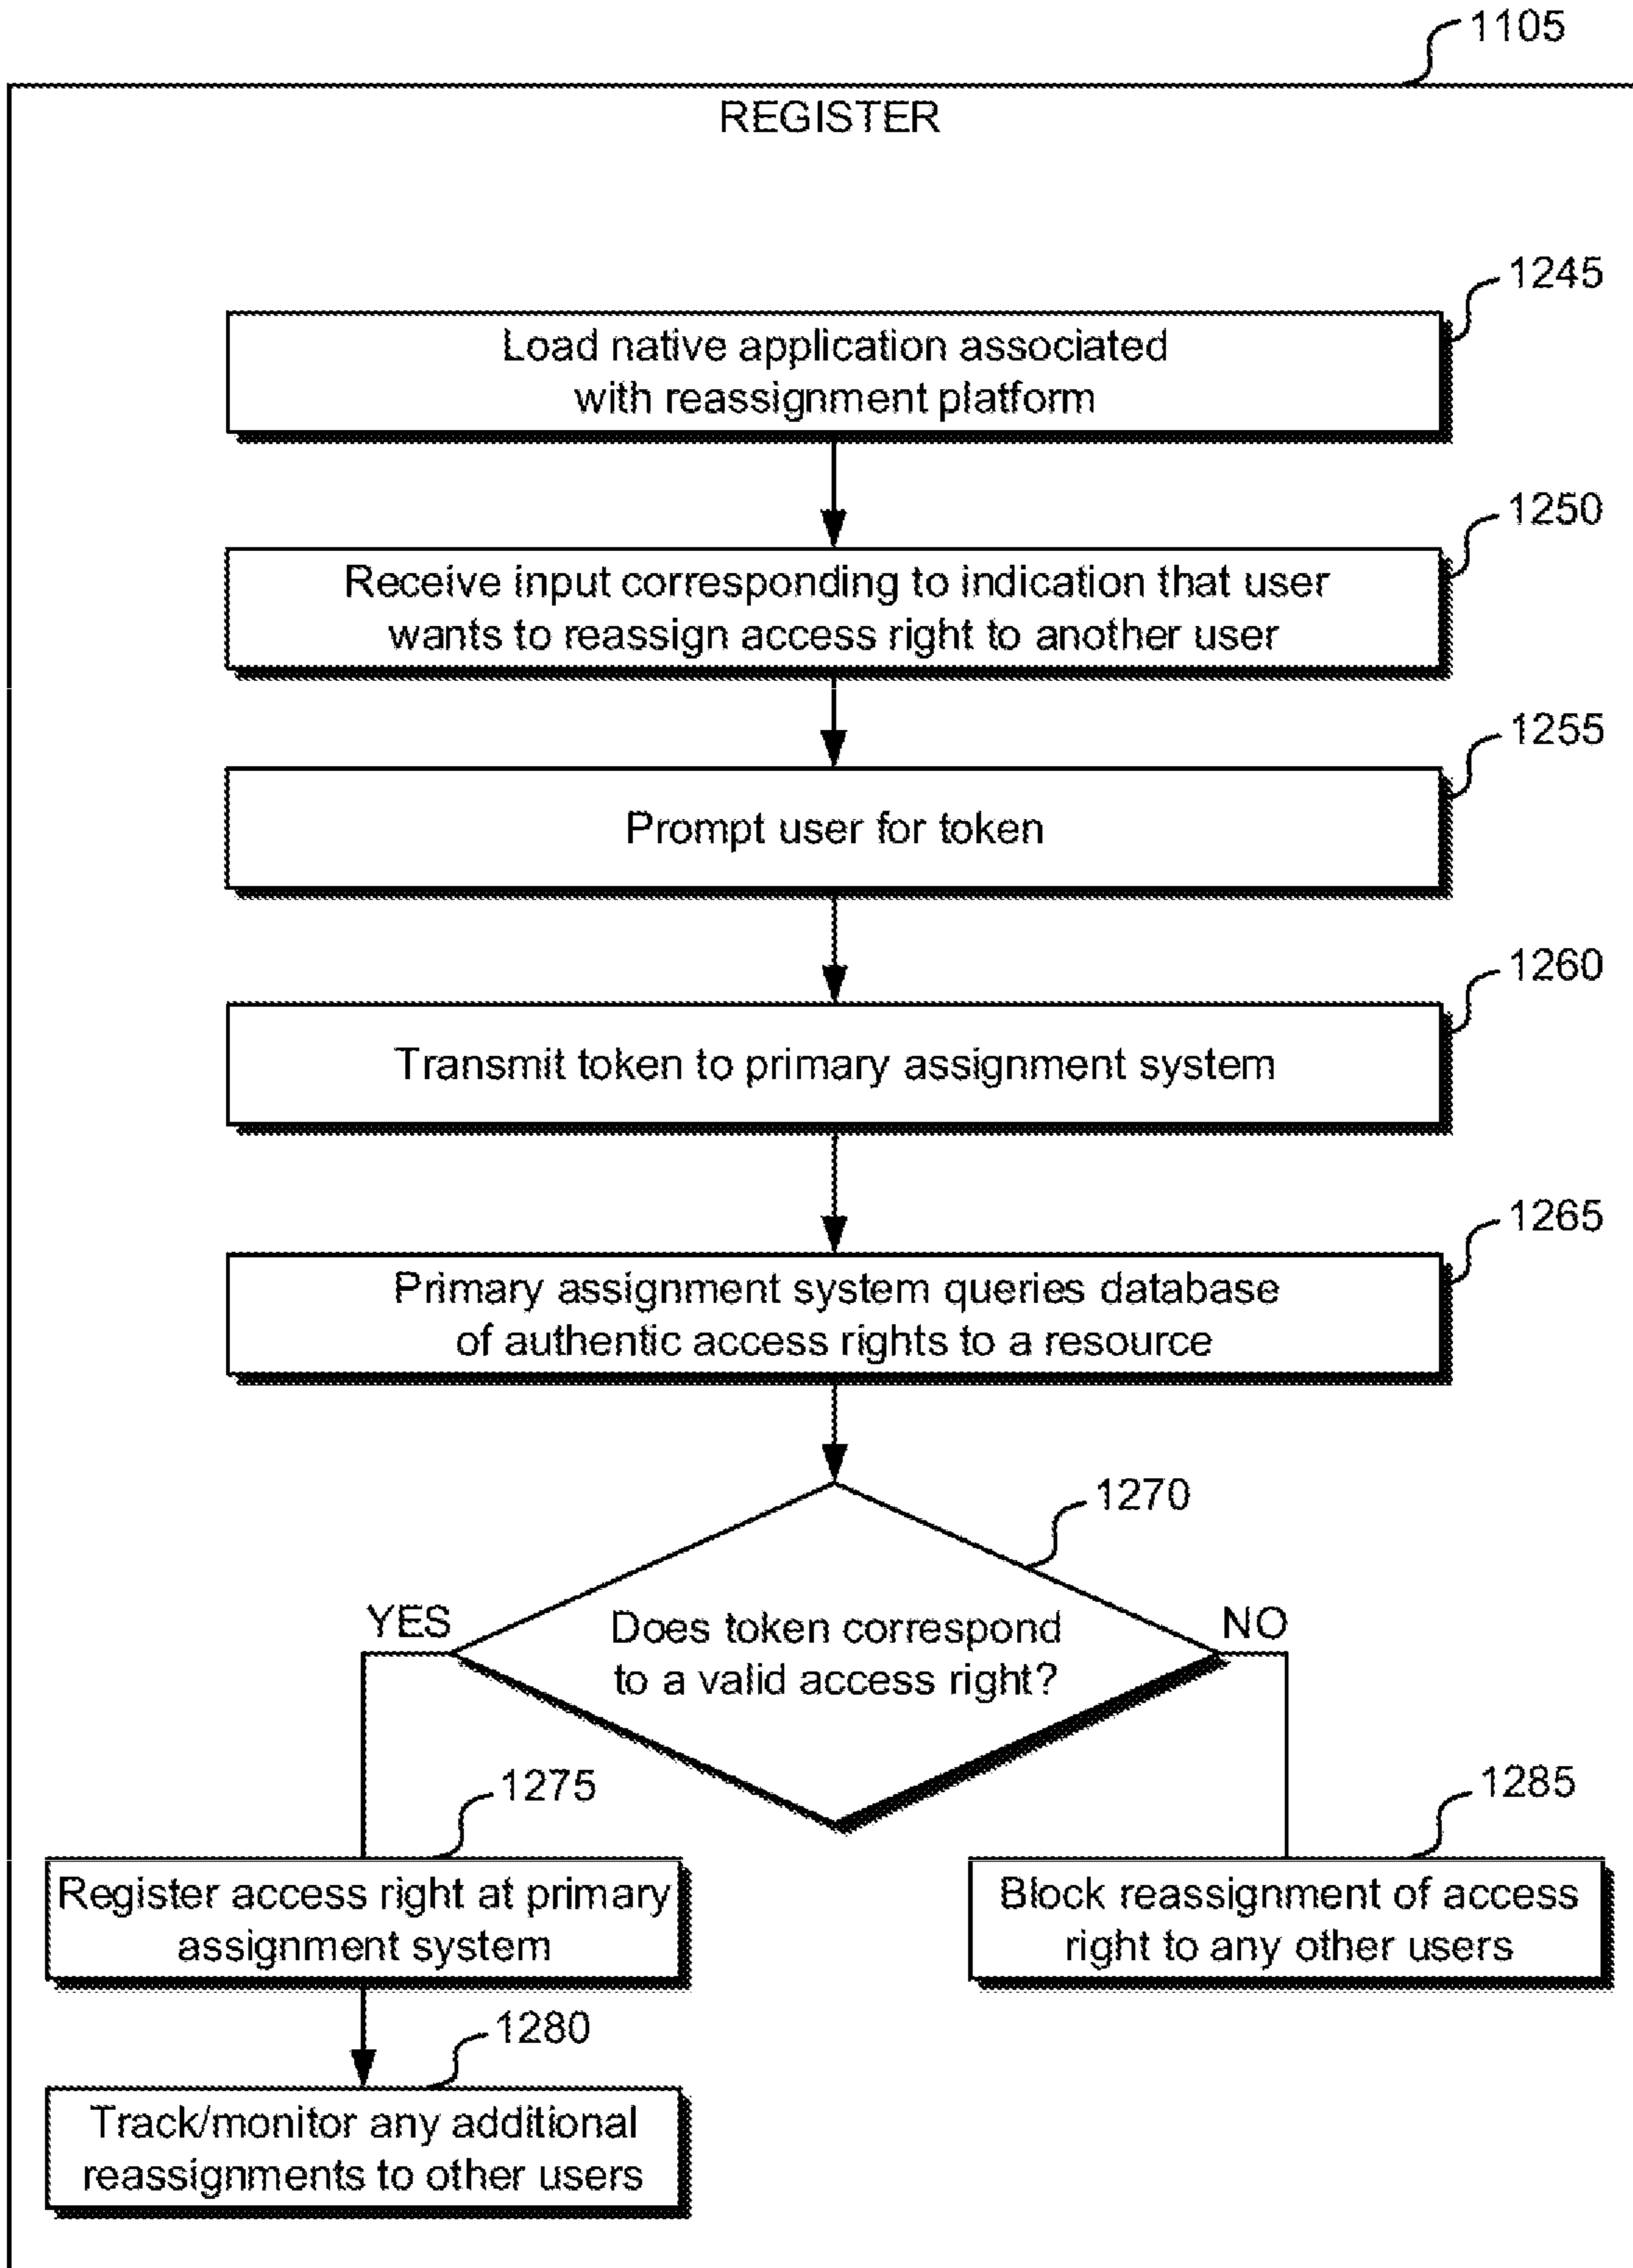 1105
REGISTER
1245
Load native application associated
with reassignment platform
1250
Receive input corresponding to indication that user
wants to reassign access right to another user
1255
Prompt user for token
1260
Transmit token to primary assignment system
1265
Primary assignment system queries database
of authentic access rights to a resource
1270
YES
NO
Does token correspond
to a valid access right?
1275
1285
Register access right at primary
assignment system
Block reassignment of access
right to any other users
1280
Track/monitor any additional
reassignments to other users